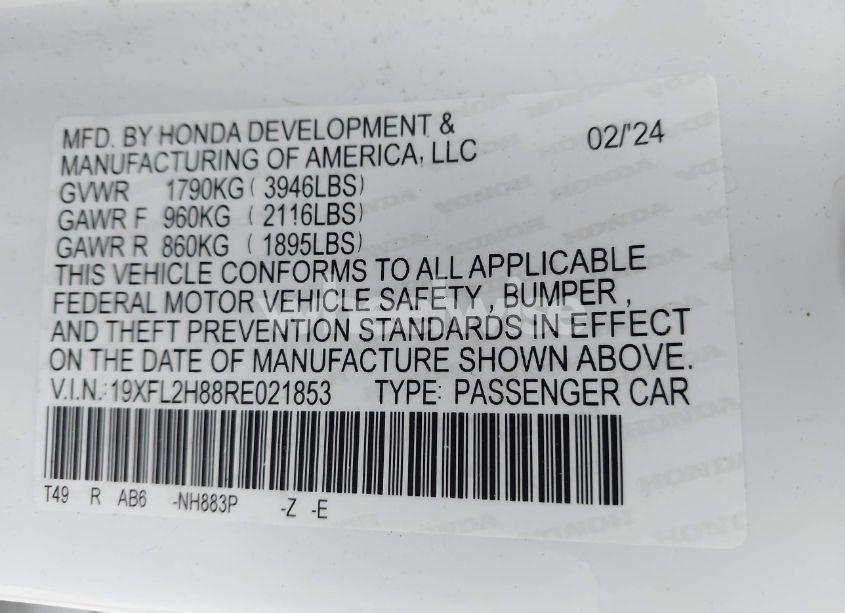 MFD. BY HONDA DEVELOPMENT &
MANUFACTURING OF AMERICA, LLC 02/'24
GVWR 1790KG ( 3946LBS)
GAWR F 960KG ( 2116LBS)
GAWR R 860KG ( 1895LBS)
THIS VEHICLE CONFORMS TO ALL APPLICABLE
FEDERAL MOTOR VEHICLE SAFETY , BUMPER ,
AND THEFT PREVENTION STANDARDS IN EFFECT
ON THE DATE OF MANUFACTURE SHOWN ABOVE.
V.I.N.: 19XFL2H88RE021853 TYPE: PASSENGER CAR
T49 R AB6 -NH883P -Z -E